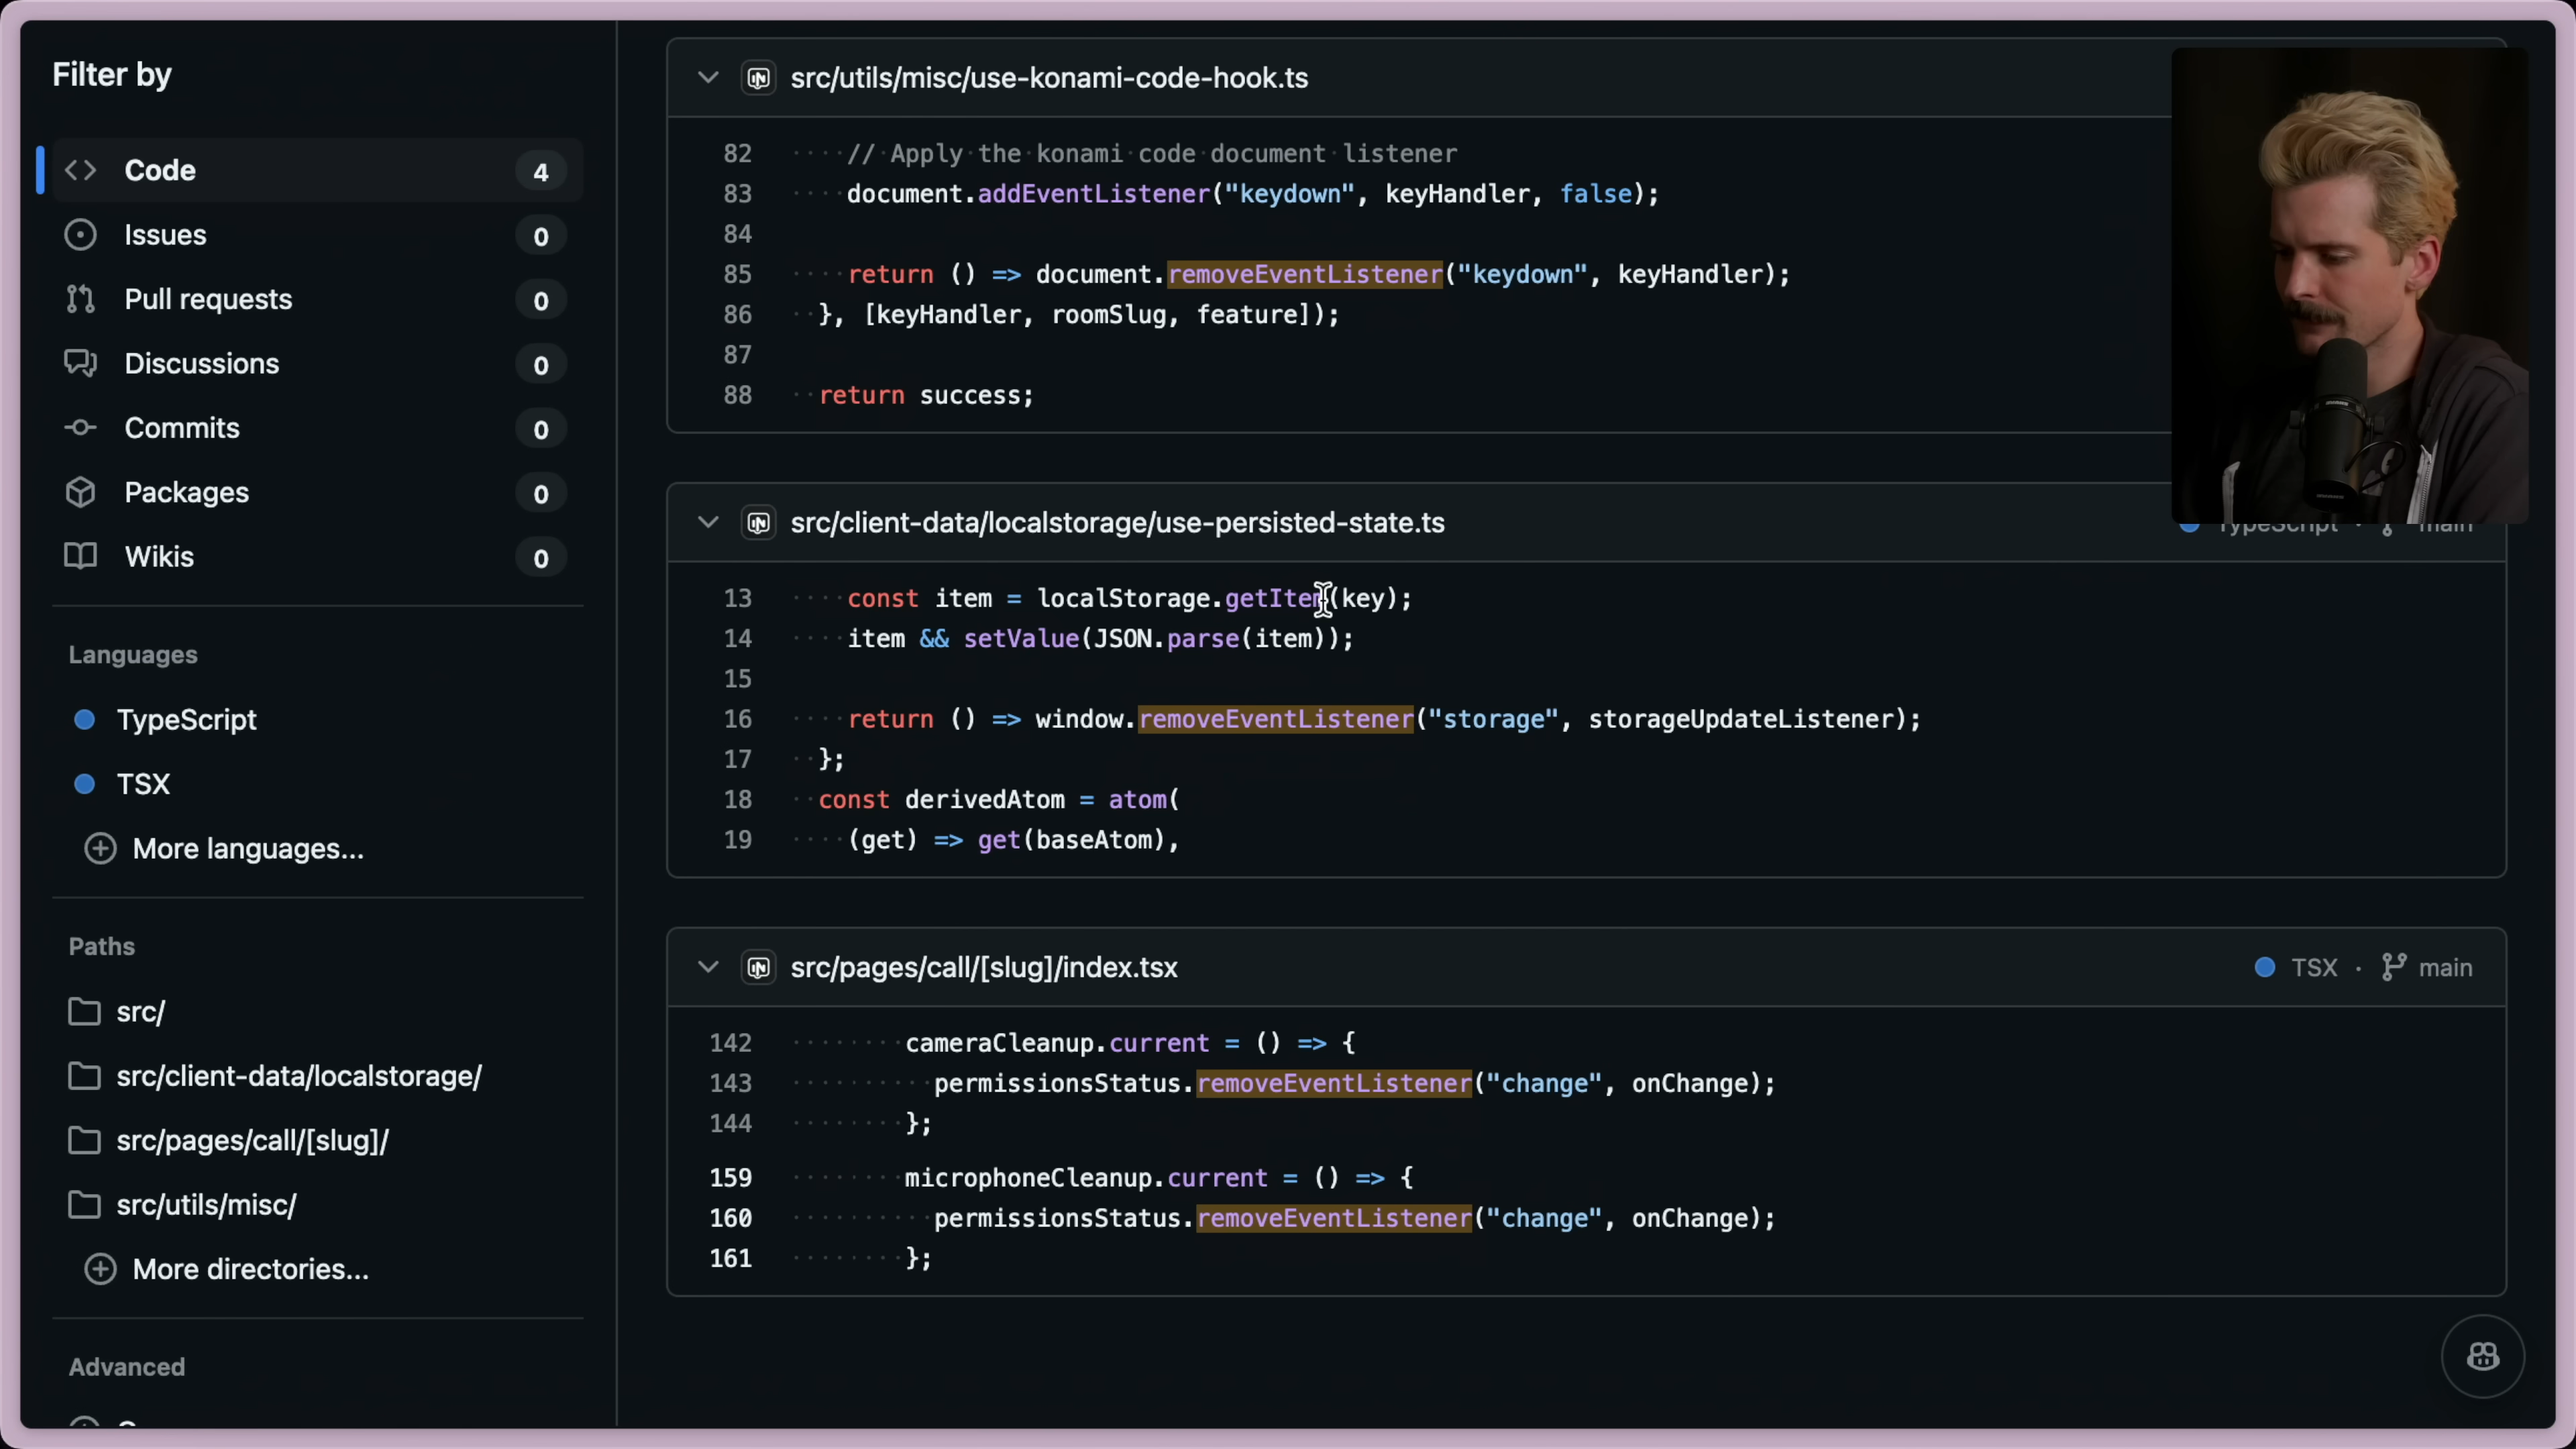 Filter by
Code 4
Issues 0
Pull requests 0
Discussions 0
Commits 0
Packages 0
Wikis 0
Languages
TypeScript
TSX
More languages...
Paths
src/
src/client-data/localstorage/
src/pages/call/[slug]/
src/utils/misc/
More directories...
Advanced
src/utils/misc/use-konami-code-hook.ts
82 // Apply the konami code document listener
83 document.addEventListener("keydown", keyHandler, false);
84
85 return () => document.removeEventListener("keydown", keyHandler);
86 }, [keyHandler, roomSlug, feature]);
87
88 return success;
src/client-data/localstorage/use-persisted-state.ts
TypeScript · main
13 const item = localStorage.getItem(key);
14 item && setValue(JSON.parse(item));
15
16 return () => window.removeEventListener("storage", storageUpdateListener);
17 };
18 const derivedAtom = atom(
19 (get) => get(baseAtom),
src/pages/call/[slug]/index.tsx
TSX · main
142 cameraCleanup.current = () => {
143 permissionsStatus.removeEventListener("change", onChange);
144 };
159 microphoneCleanup.current = () => {
160 permissionsStatus.removeEventListener("change", onChange);
161 };